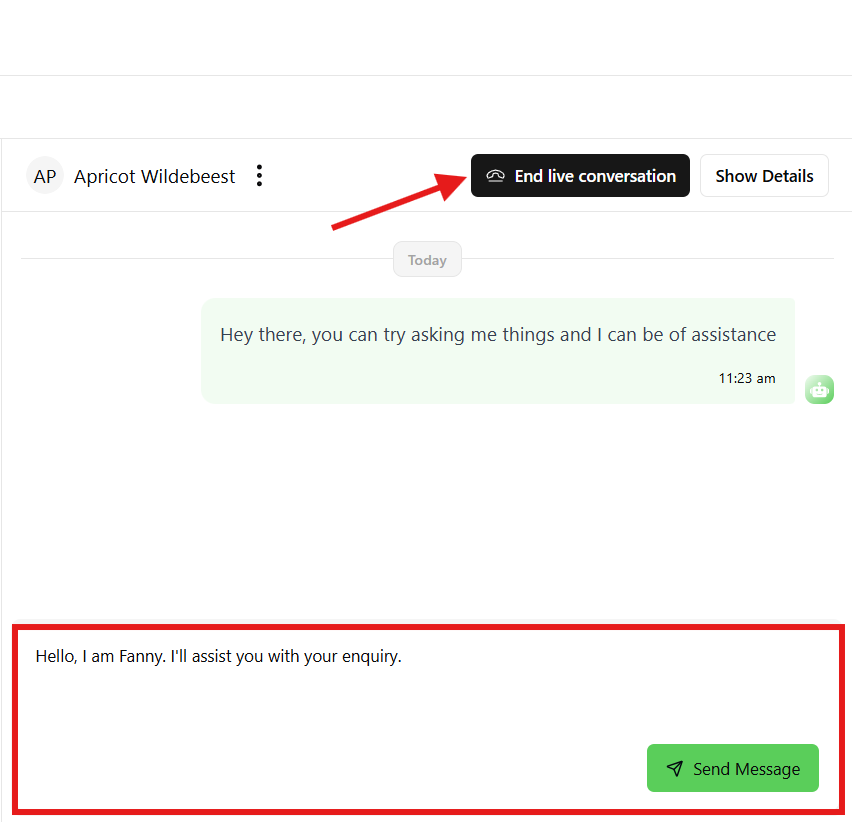 AP Apricot Wildebeest End live conversation Show Details
Today
Hey there, you can try asking me things and I can be of assistance
11:23 am
Hello, I am Fanny. I'll assist you with your enquiry.
Send Message